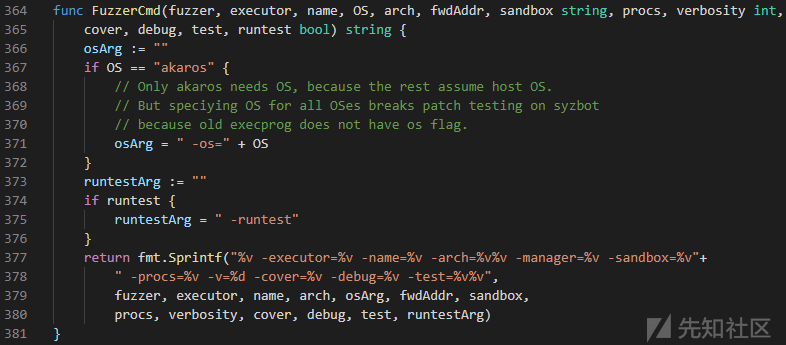 364 func FuzzerCmd(fuzzer, executor, name, OS, arch, fwdAddr, sandbox string, procs, verbosity int,
365     cover, debug, test, runtest bool) string {
366     osArg := ""
367     if OS == "akaros" {
368         // Only akaros needs OS, because the rest assume host OS.
369         // But speciying OS for all OSes breaks patch testing on syzbot
370         // because old execprog does not have os flag.
371         osArg = " -os=" + OS
372     }
373     runtestArg := ""
374     if runtest {
375         runtestArg = " -runtest"
376     }
377     return fmt.Sprintf("%v -executor=%v -name=%v -arch=%v%v -manager=%v -sandbox=%v"+
378         " -procs=%v -v=%d -cover=%v -debug=%v -test=%v%v",
379         fuzzer, executor, name, arch, osArg, fwdAddr, sandbox,
380         procs, verbosity, cover, debug, test, runtestArg)
381 }
先知社区